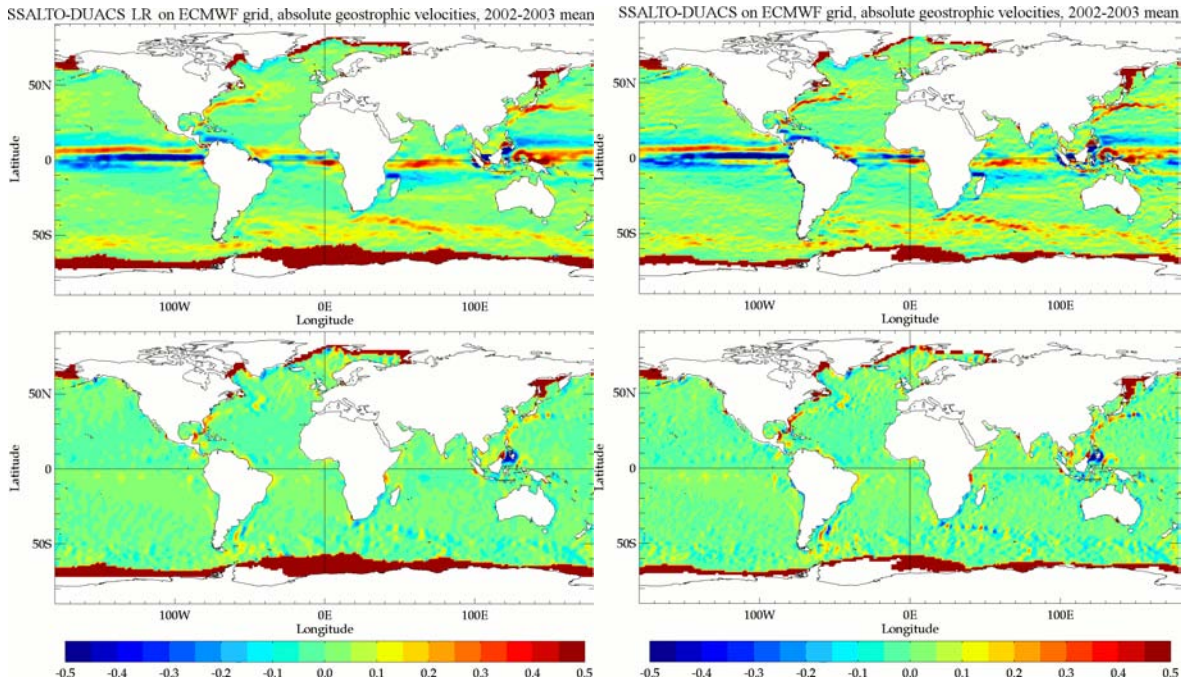 SSALTO-DUACS LR on ECMWF grid, absolute geostrophic velocities, 2002-2003 mean
50N
0
50S
Latitude
100W 0E 100E
Longitude
50N
0
50S
Latitude
100W 0E 100E
Longitude
-0.5 -0.4 -0.3 -0.2 -0.1 0.0 0.1 0.2 0.3 0.4 0.5
SSALTO-DUACS on ECMWF grid, absolute geostrophic velocities, 2002-2003 mean
50N
0
50S
Latitude
100W 0E 100E
Longitude
50N
0
50S
Latitude
100W 0E 100E
Longitude
-0.5 -0.4 -0.3 -0.2 -0.1 0.0 0.1 0.2 0.3 0.4 0.5